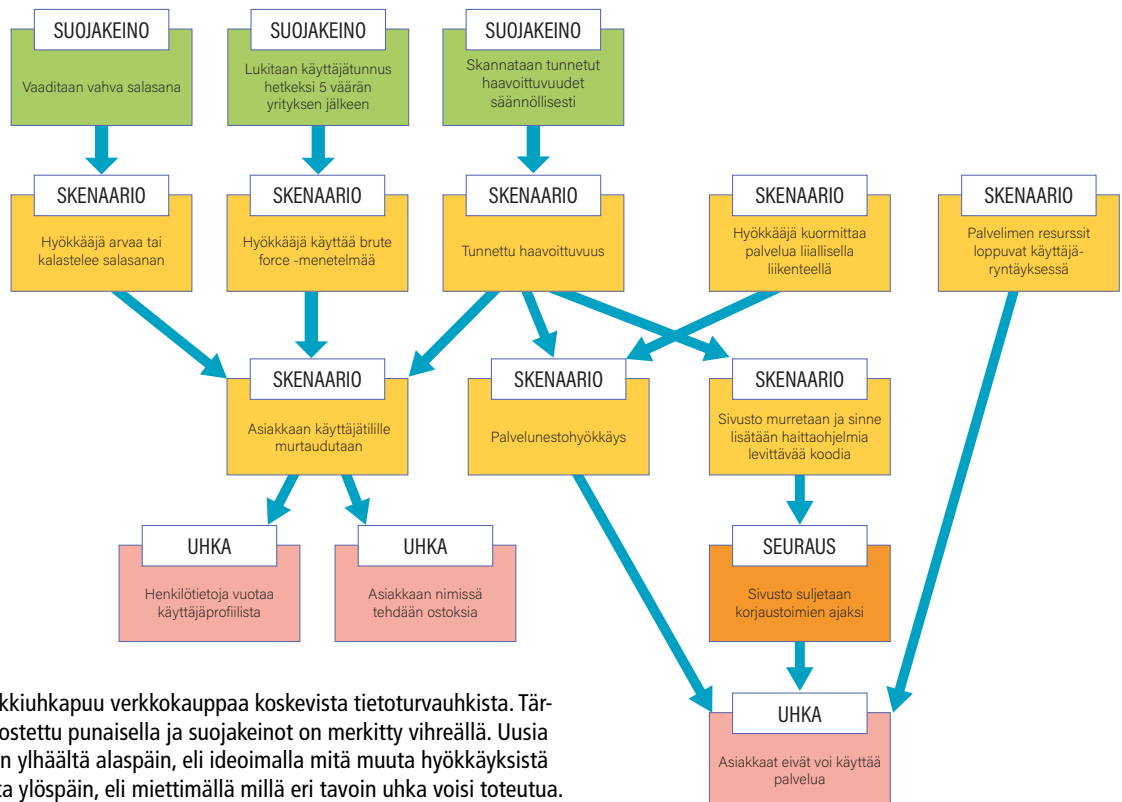 SUOJAKEINO
Vaaditaan vahva salasana
SUOJAKEINO
Lukitaan käyttäjätunnus
hetkeksi 5 väärän
yrityksen jälkeen
SUOJAKEINO
Skannataan tunnetut
haavoittuvuudet
säännöllisesti
SKENAARIO
Hyökkääjä arvaa tai
kalastelee salasanan
SKENAARIO
Hyökkääjä käyttää brute
force -menetelmää
SKENAARIO
Tunnettu haavoittuvuus
SKENAARIO
Hyökkääjä kuormittaa
palvelua liiallisella
liikenteellä
SKENAARIO
Palvelimen resurssit
loppuvat käyttäjä-
ryntäyksessä
SKENAARIO
Asiakkaan käyttäjätilille
murtaudutaan
SKENAARIO
Palvelunestohyökkäys
SKENAARIO
Sivusto murretaan ja sinne
lisätään haittaohjelmia
levittävää koodia
UHKA
Henkilötietoja vuotaa
käyttäjäprofiilista
UHKA
Asiakkaan nimissä
tehdään ostoksia
SEURAUS
Sivusto suljetaan
korjaustoimien ajaksi
UHKA
Asiakkaat eivät voi käyttää
palvelua
kkiuhkapuu verkkokauppaa koskevista tietoturvauhkista. Tär-
ostettu punaisella ja suojakeinot on merkitty vihreällä. Uusia
n ylhäältä alaspäin, eli ideoimalla mitä muuta hyökkäyksistä
ta ylöspäin, eli miettimällä millä eri tavoin uhka voisi toteutua.